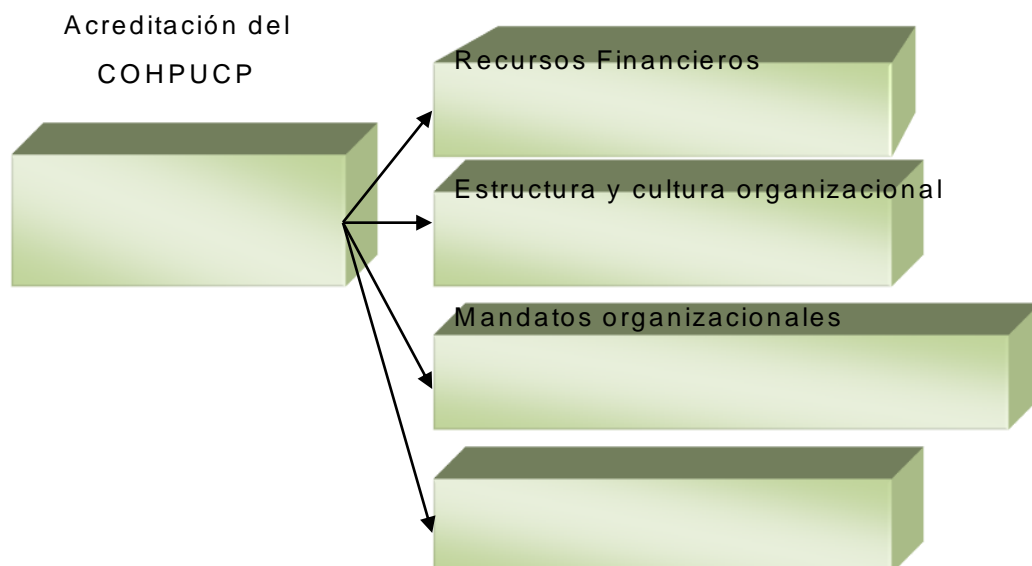 Acreditación del
COHPUCP
Recursos Financieros
Estructura y cultura organizacional
Mandatos organizacionales